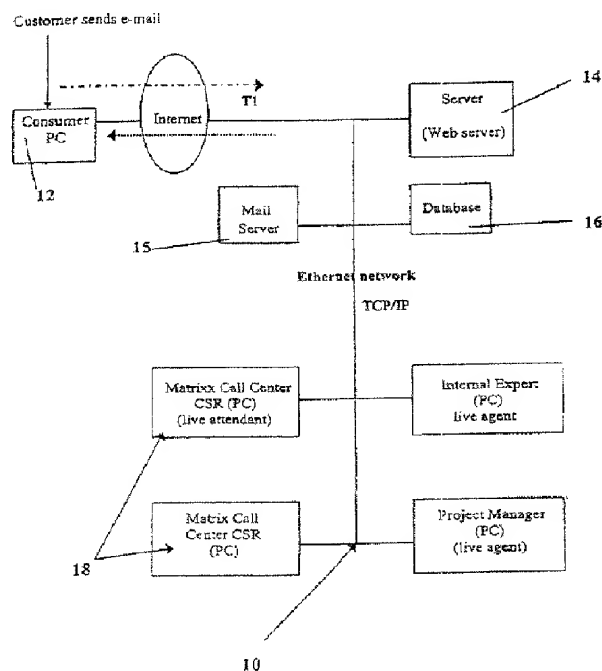 Customer sends e-mail
T1
Consumer
PC
Internet
Server
(Web server)
14
12
Mail
Server
Database
15
16
Ethernet network
TCP/IP
Matrixx Call Center
CSR (PC)
(live attendant)
Internal Expert
(PC)
live agent
Matrix Call
Center CSR
(PC)
Project Manager
(PC)
(live agent)
18
10